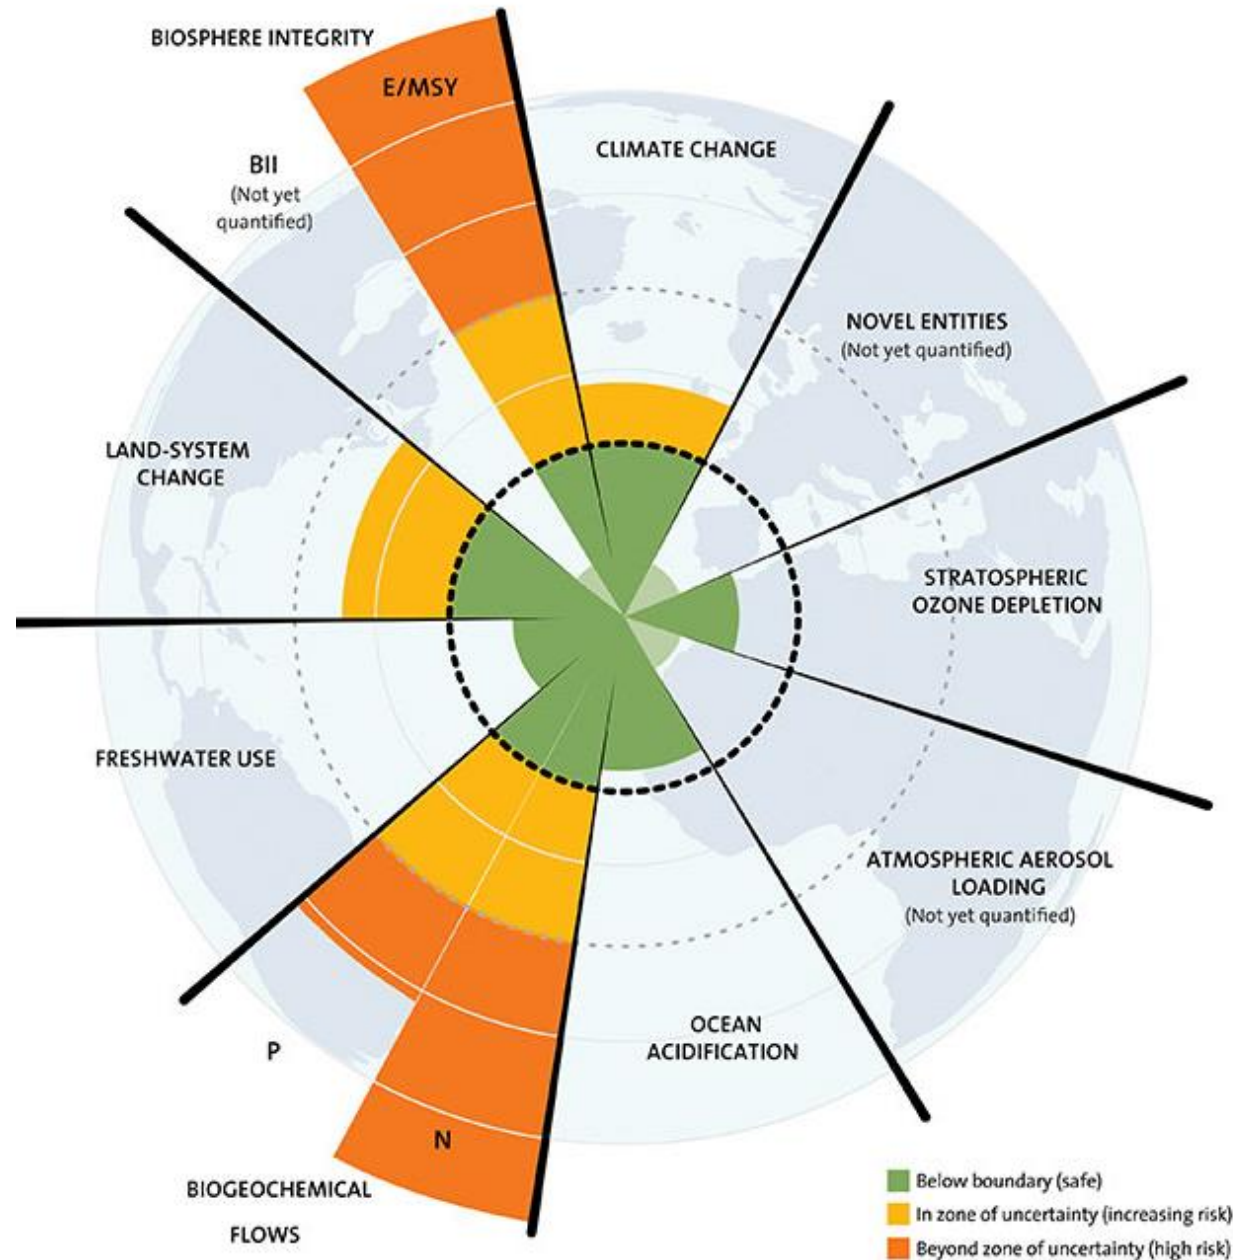 BIOSPHERE INTEGRITY
E/MSY
BII
(Not yet
quantified)
CLIMATE CHANGE
NOVEL ENTITIES
(Not yet quantified)
LAND-SYSTEM
CHANGE
STRATOSPHERIC
OZONE DEPLETION
FRESHWATER USE
ATMOSPHERIC AEROSOL
LOADING
(Not yet quantified)
OCEAN
ACIDIFICATION
P
N
BIOGEOCHEMICAL
FLOWS
Below boundary (safe)
In zone of uncertainty (increasing risk)
Beyond zone of uncertainty (high risk)